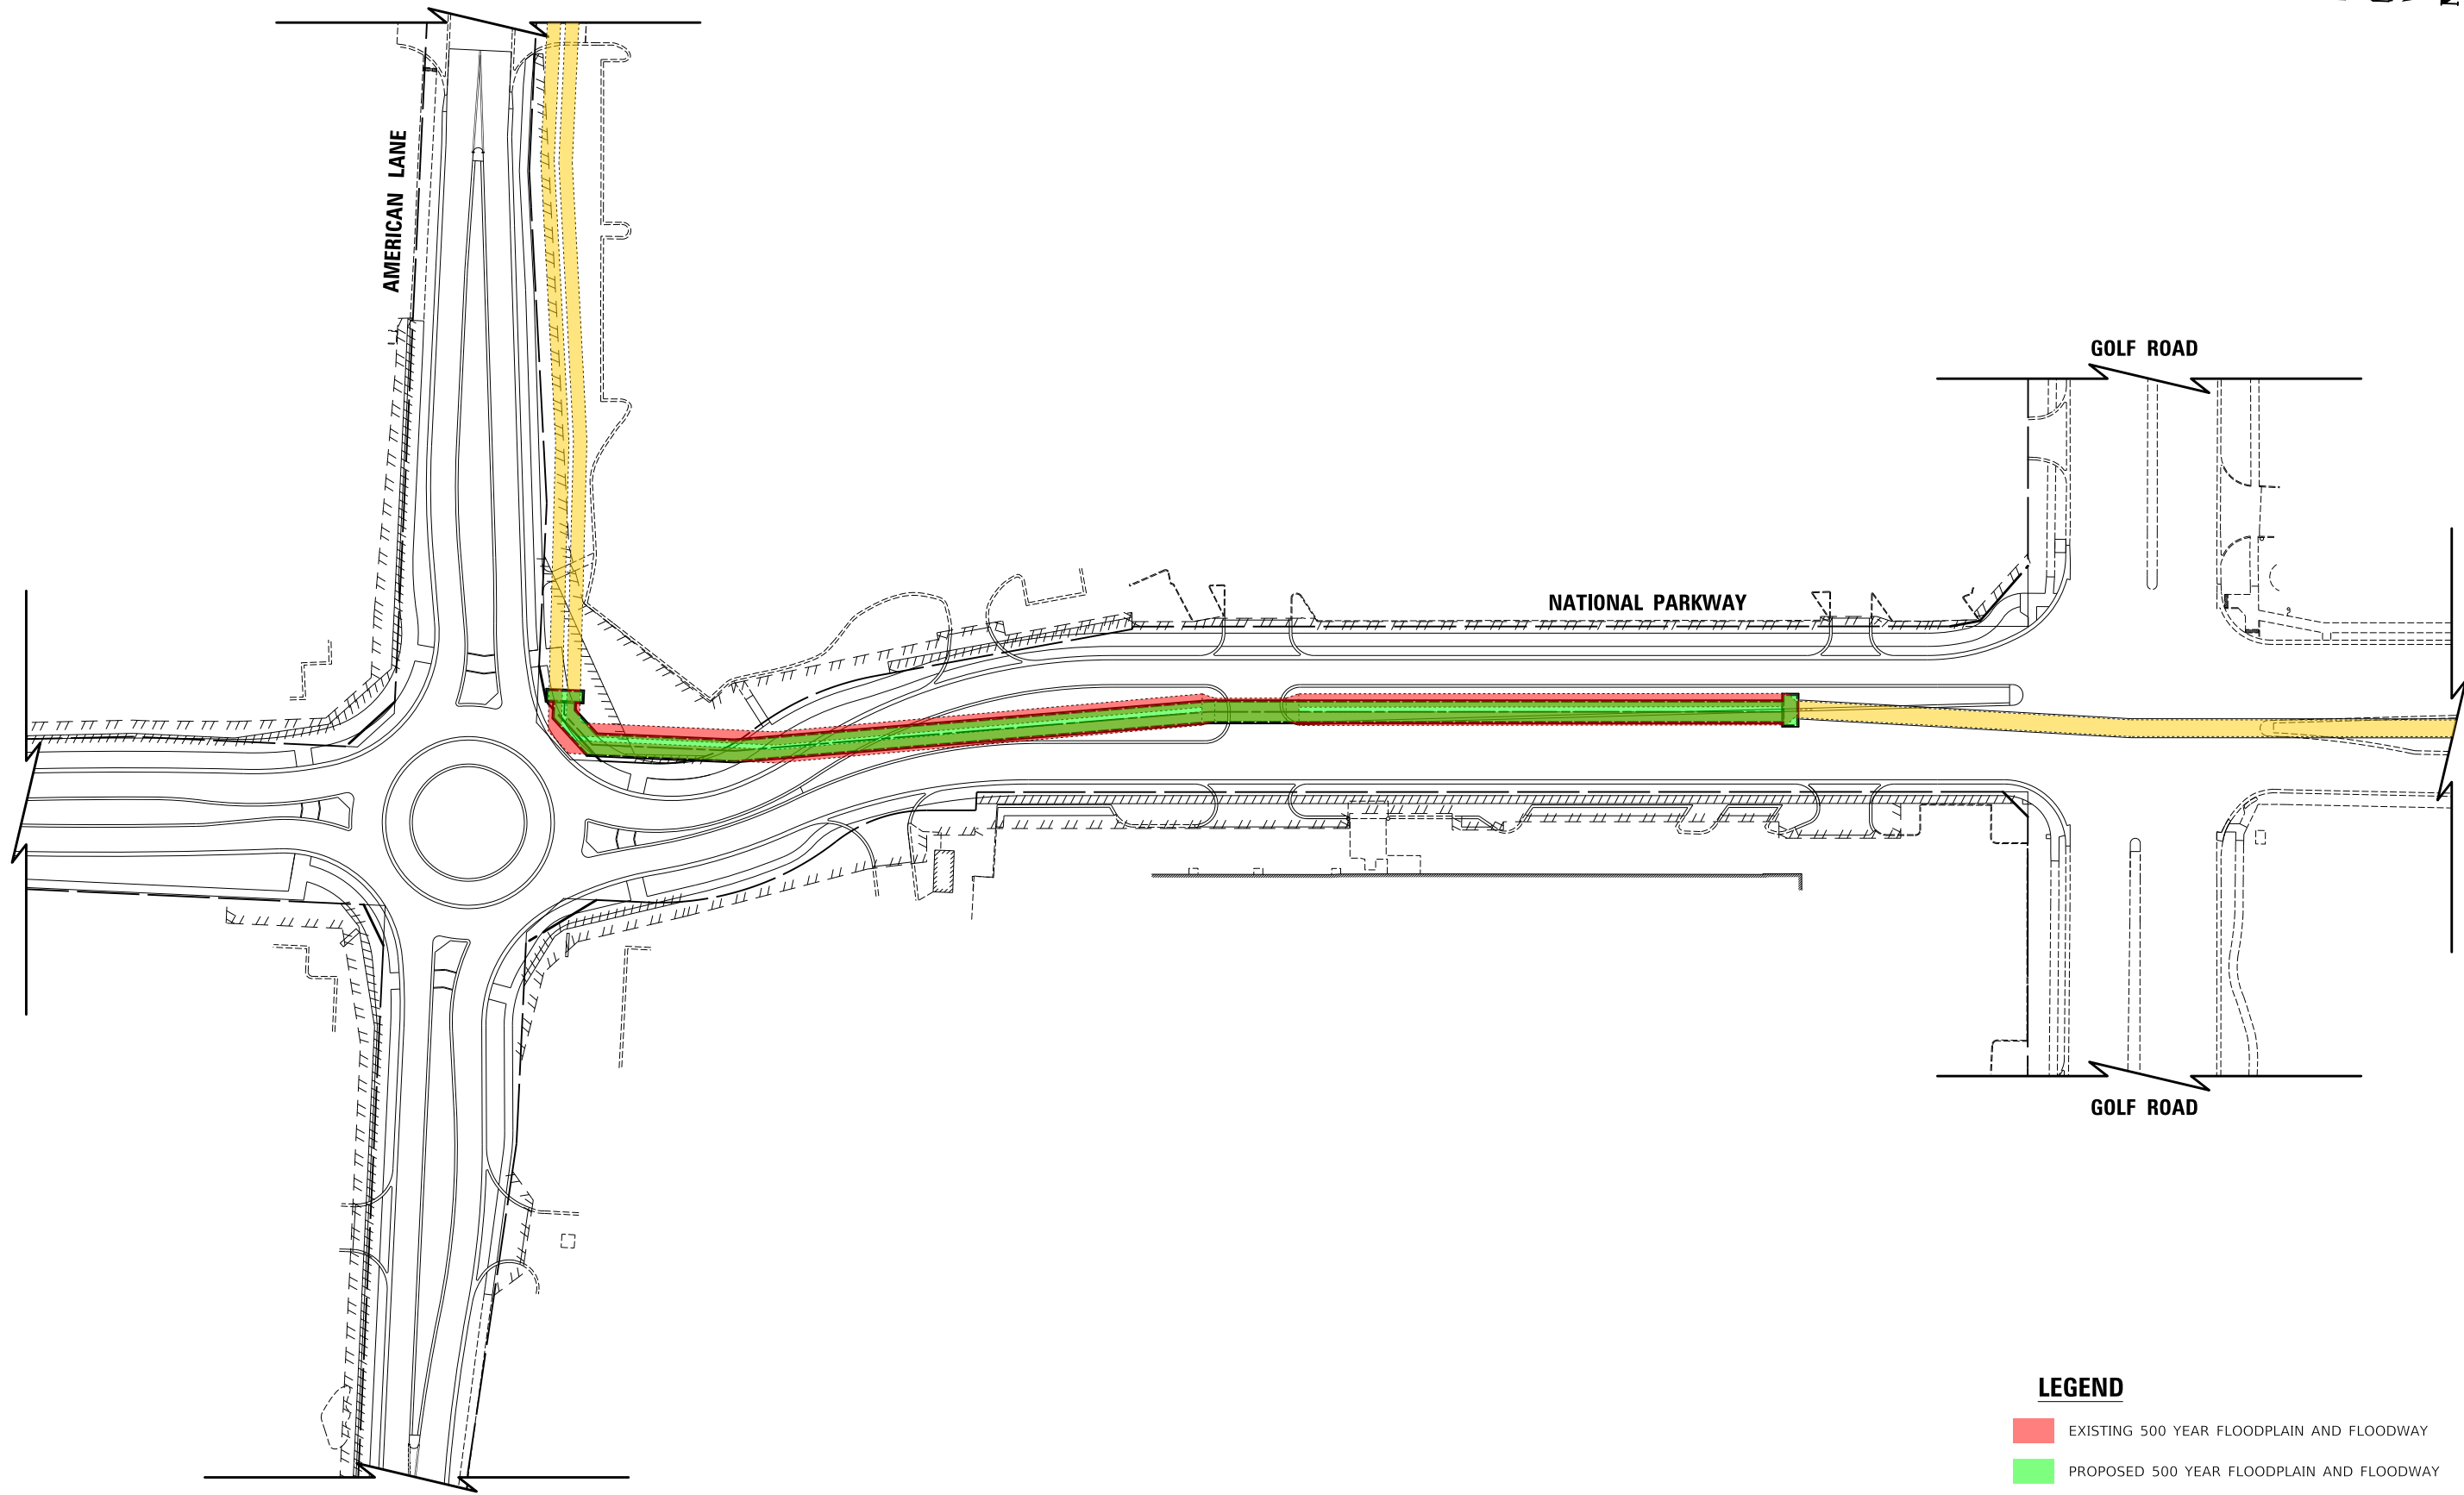 AMERICAN LANE
GOLF ROAD
NATIONAL PARKWAY
GOLF ROAD
LEGEND
EXISTING 500 YEAR FLOODPLAIN AND FLOODWAY
PROPOSED 500 YEAR FLOODPLAIN AND FLOODWAY